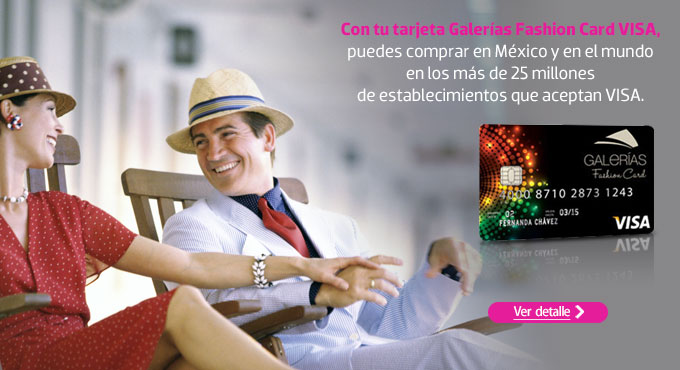 Con tu tarjeta Galerías Fashion Card VISA,
puedes comprar en México y en el mundo
en los más de 25 millones
de establecimientos que aceptan VISA.
GALERÍAS
Fashion Card
8710 2873 1243
02 03/15
FERNANDA CHÁVEZ
VISA
Ver detalle